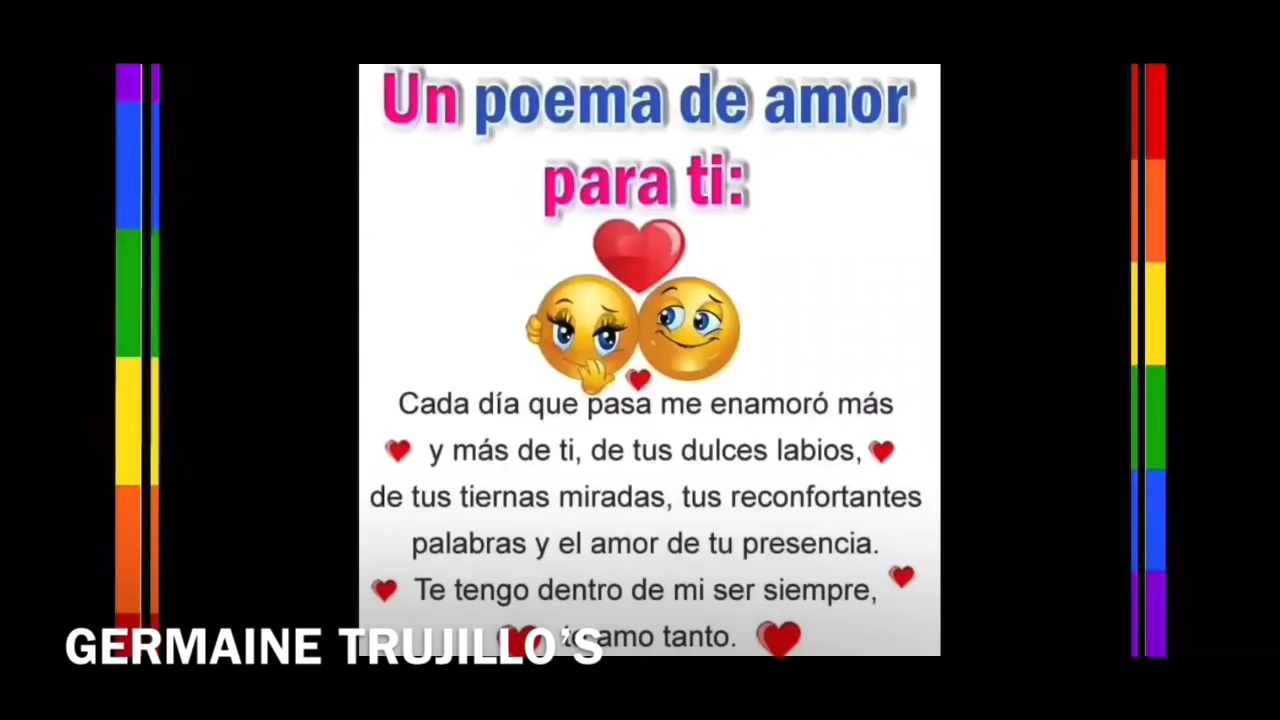 Un poema de amor
para ti:
Cada día que pasa me enamoró más
y más de ti, de tus dulces labios,
de tus tiernas miradas, tus reconfortantes
palabras y el amor de tu presencia.
Te tengo dentro de mi ser siempre,
te amo tanto.
GERMAINE TRUJILLO’S